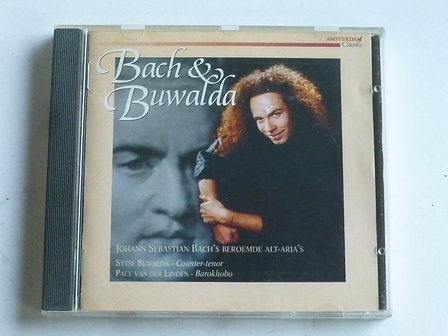 AMSTERDAM
Classics
Bach &
Buwalda
JOHANN SEBASTIAN BACH'S BEROEMDE ALT-ARIA'S
SYTSE BUWALDA - Counter-tenor
PAUL VAN DER LINDEN - Barokhobo